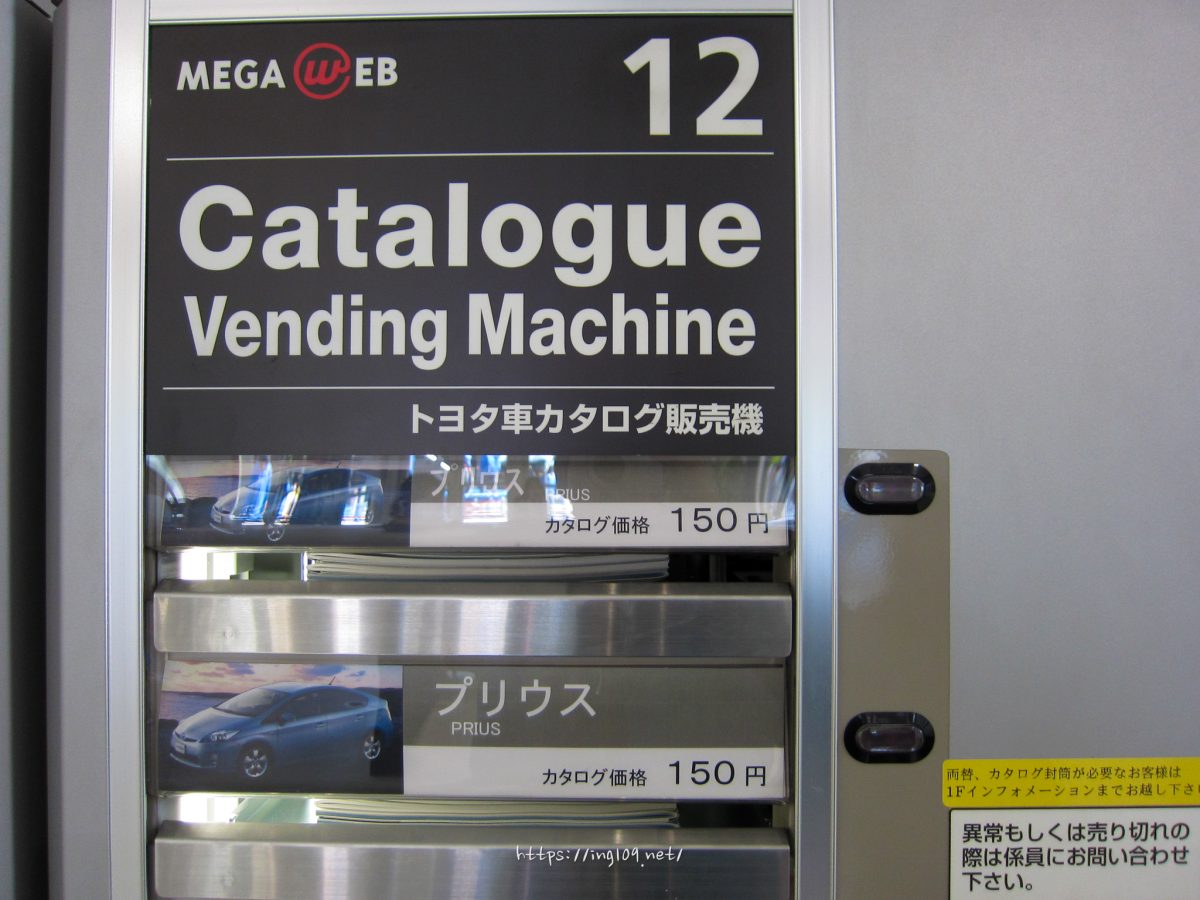 MEGA WEB
12
Catalogue
Vending Machine
トヨタ車カタログ販売機
プリウス
PRIUS
カタログ価格 150円
プリウス
PRIUS
カタログ価格 150円
両替、カタログ封筒が必要なお客様は
1Fインフォメーションまでお越し下さい
異常もしくは売り切れの
際は係員にお問い合わせ
下さい。
https://ing109.net/